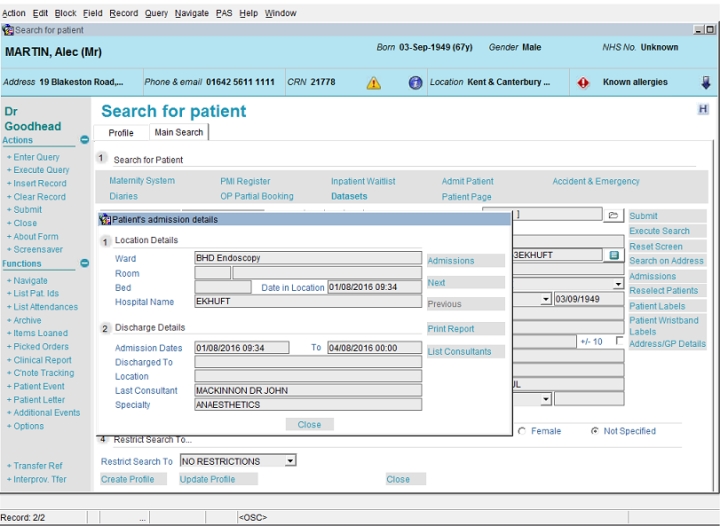 Action Edit Block Field Record Query Navigate PAS Help Window
Search for patient
MARTIN, Alec (Mr)
Born 03-Sep-1949 (67y) Gender Male NHS No. Unknown
Address 19 Blakeston Road,... Phone & email 01642 5611 1111 CRN 21778 Location Kent & Canterbury ... Known allergies
Dr Goodhead
Actions
+ Enter Query
+ Execute Query
+ Insert Record
+ Clear Record
+ Submit
+ Close
+ About Form
+ Screensaver
Functions
+ Navigate
+ List Pat. Ids
+ List Attendances
+ Archive
+ Items Loaned
+ Picked Orders
+ Clinical Report
+ C'note Tracking
+ Patient Event
+ Patient Letter
+ Additional Events
+ Options
+ Transfer Ref
+ Interprov. Tfer
Search for patient
H
Profile Main Search
1 Search for Patient
Maternity System PMI Register Inpatient Waitlist Admit Patient Accident & Emergency
Diaries OP Partial Booking Datasets Patient Page
Patient's admission details
1 Location Details
Ward BHD Endoscopy
Room
Bed Date in Location 01/08/2016 09:34
Hospital Name EKHUFT
2 Discharge Details
Admission Dates 01/08/2016 09:34 To 04/08/2016 00:00
Discharged To
Location
Last Consultant MACKINNON DR JOHN
Specialty ANAESTHETICS
Close
Admissions
Next
Previous
Print Report
List Consultants
]
3EKHUFT
03/09/1949
+/- 10
UL
Female Not Specified
Submit
Execute Search
Reset Screen
Search on Address
Admissions
Reselect Patients
Patient Labels
Patient Wristband
Labels
Address/GP Details
4 Restrict Search To...
Restrict Search To NO RESTRICTIONS
Create Profile Update Profile Close
Record: 2/2 ... <OSC>